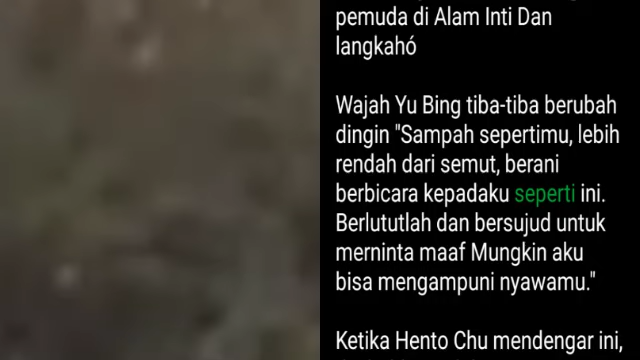 pemuda di Alam Inti Dan
langkahó
Wajah Yu Bing tiba-tiba berubah
dingin "Sampah sepertimu, lebih
rendah dari semut, berani
berbicara kepadaku seperti ini.
Berlututlah dan bersujud untuk
merninta maaf Mungkin aku
bisa mengampuni nyawamu."
Ketika Hento Chu mendengar ini,